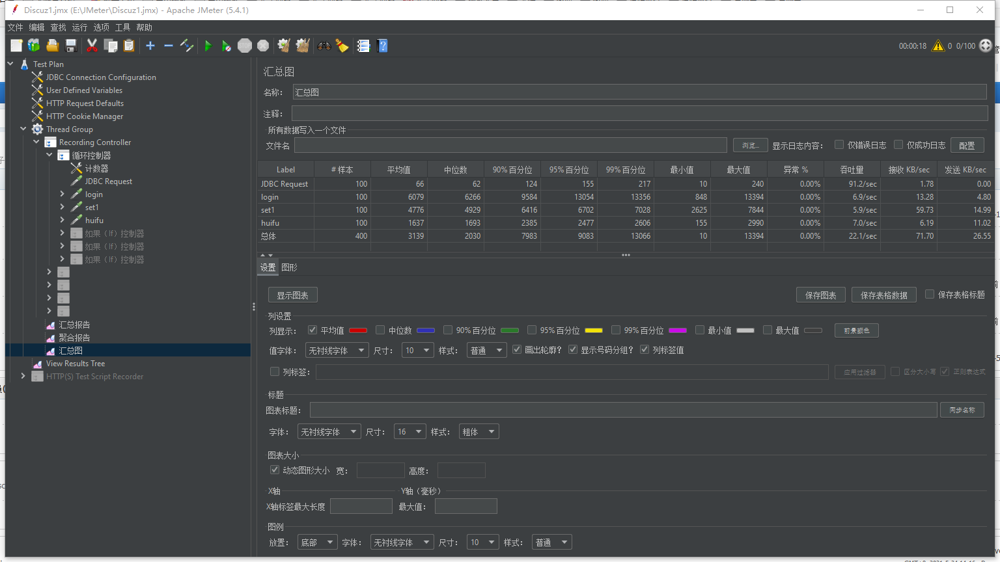 Discuz1.jmx (E:\JMeter\Discuz1.jmx) - Apache JMeter (5.4.1)
文件 编辑 查找 运行 选项 工具 帮助
STOP 00:00:18 0 0/100
Test Plan
JDBC Connection Configuration
User Defined Variables
HTTP Request Defaults
HTTP Cookie Manager
Thread Group
Recording Controller
循环控制器
计数器
JDBC Request
login
set1
huifu
如果（If）控制器
如果（If）控制器
如果（If）控制器
汇总报告
聚合报告
汇总图
View Results Tree
HTTP(S) Test Script Recorder
汇总图
名称： 汇总图
注释：
所有数据写入一个文件
文件名 浏览... 显示日志内容： 仅错误日志 仅成功日志 配置
Label # 样本 平均值 中位数 90% 百分位 95% 百分位 99% 百分位 最小值 最大值 异常 % 吞吐量 接收 KB/sec 发送 KB/sec
JDBC Request 100 66 62 124 155 217 10 240 0.00% 91.2/sec 1.78 0.00
login 100 6079 6266 9584 13054 13356 848 13394 0.00% 6.9/sec 13.28 4.80
set1 100 4776 4929 6416 6702 7028 2625 7844 0.00% 5.9/sec 59.73 14.99
huifu 100 1637 1693 2385 2477 2606 155 2990 0.00% 7.0/sec 6.19 11.02
总体 400 3139 2030 7983 9083 13066 10 13394 0.00% 22.1/sec 71.70 26.55
设置 图形
显示图表 保存图表 保存表格数据 保存表格标题
列设置
列显示： 平均值 中位数 90% 百分位 95% 百分位 99% 百分位 最小值 最大值 前景颜色
值字体： 无衬线字体 尺寸： 10 样式： 普通 画出轮廓？ 显示号码分组？ 列标签值
列标签： 应用过滤器 区分大小写 正则表达式
标题
图表标题： 同步名称
字体： 无衬线字体 尺寸： 16 样式： 粗体
图表大小
动态图形大小 宽： 高度：
X轴 Y轴（毫秒）
X轴标签最大长度 最大值：
图例
放置： 底部 字体： 无衬线字体 尺寸： 10 样式： 普通